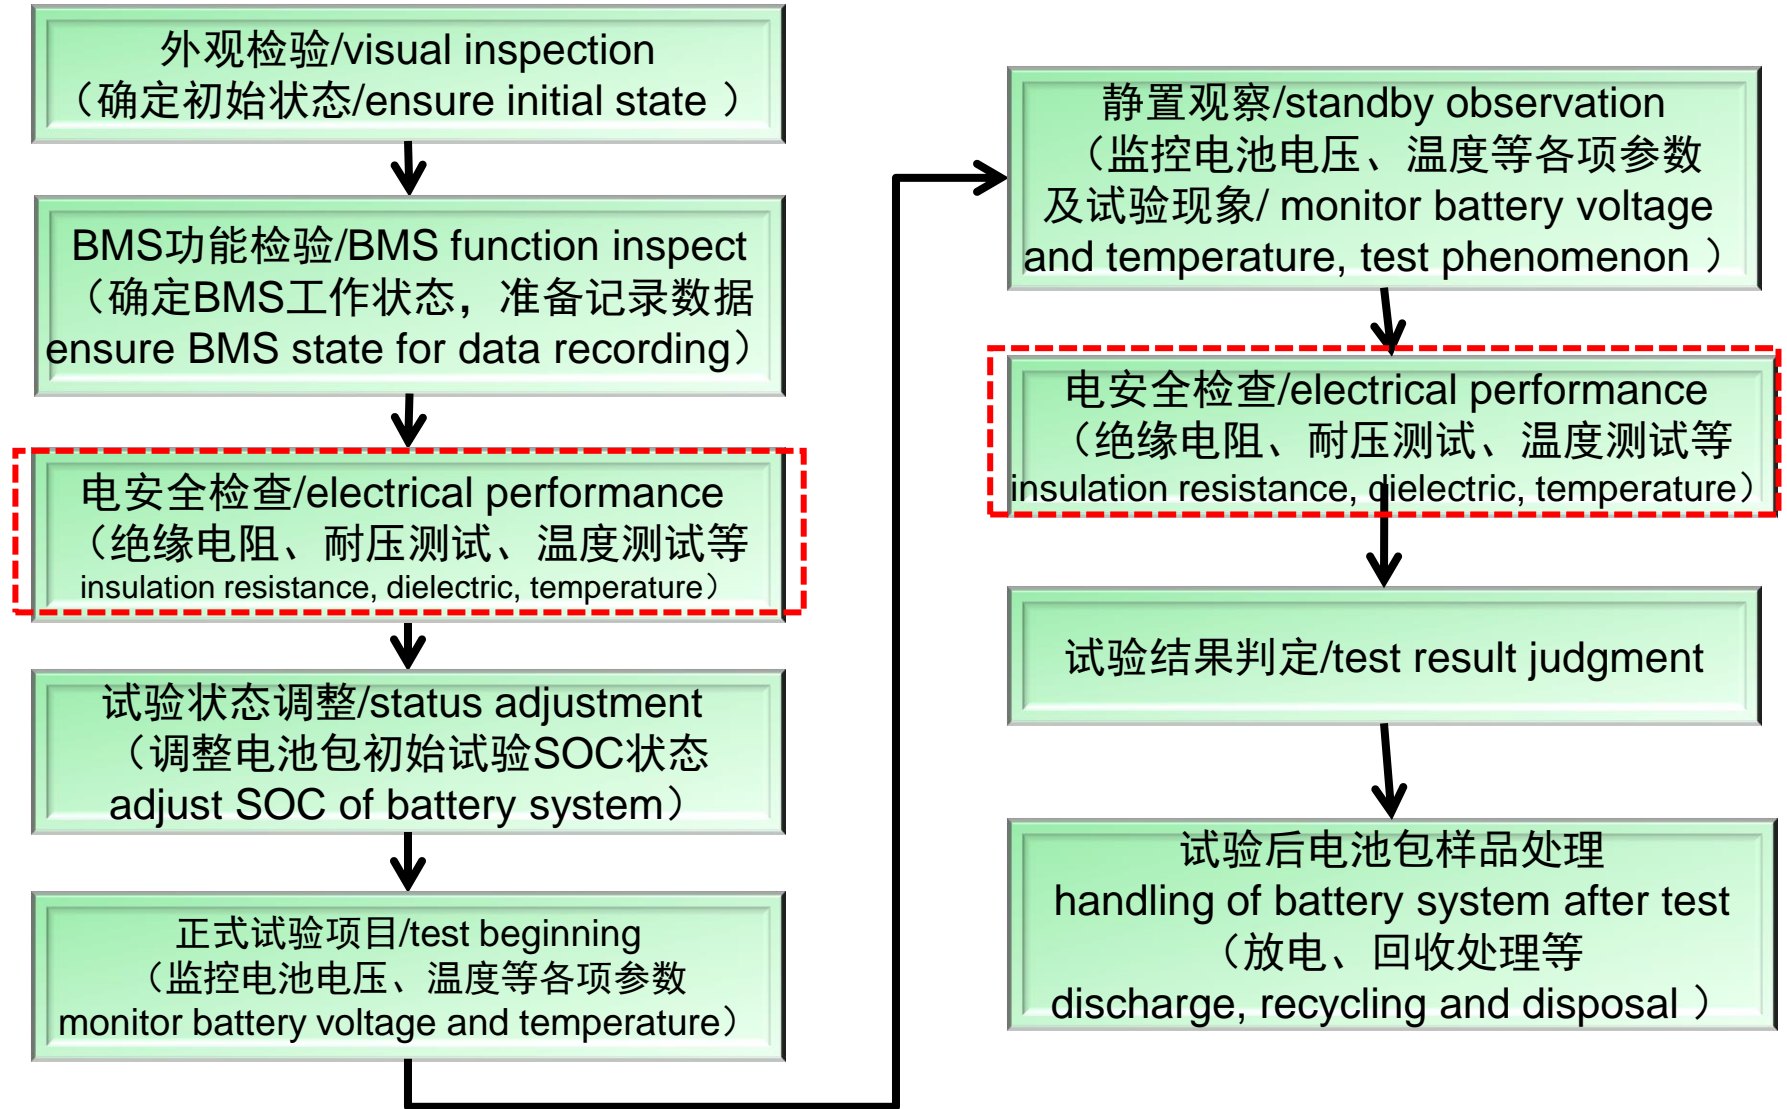 外观检验/visual inspection
（确定初始状态/ensure initial state ）
BMS功能检验/BMS function inspect
（确定BMS工作状态，准备记录数据
ensure BMS state for data recording）
电安全检查/electrical performance
（绝缘电阻、耐压测试、温度测试等
insulation resistance, dielectric, temperature）
试验状态调整/status adjustment
（调整电池包初始试验SOC状态
adjust SOC of battery system）
正式试验项目/test beginning
（监控电池电压、温度等各项参数
monitor battery voltage and temperature）
静置观察/standby observation
（监控电池电压、温度等各项参数
及试验现象/ monitor battery voltage
and temperature, test phenomenon ）
电安全检查/electrical performance
（绝缘电阻、耐压测试、温度测试等
insulation resistance, dielectric, temperature）
试验结果判定/test result judgment
试验后电池包样品处理
handling of battery system after test
（放电、回收处理等
discharge, recycling and disposal ）